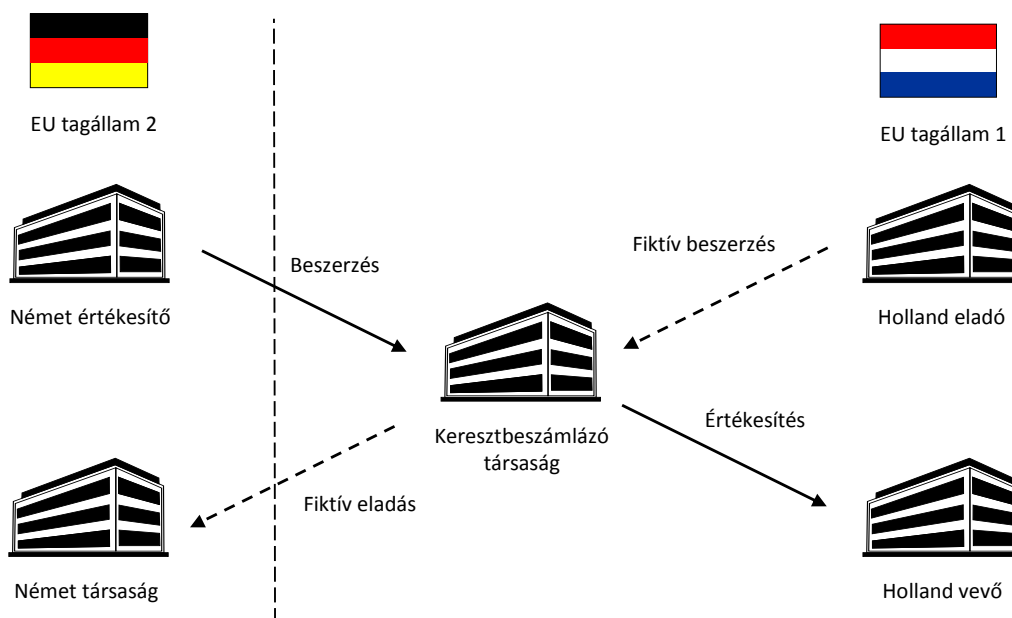 EU tagállam 2
EU tagállam 1
Beszerzés
Fiktív beszerzés
Német értékesítő
Holland eladó
Keresztbeszámlázó
társaság
Értékesítés
Fiktív eladás
Német társaság
Holland vevő